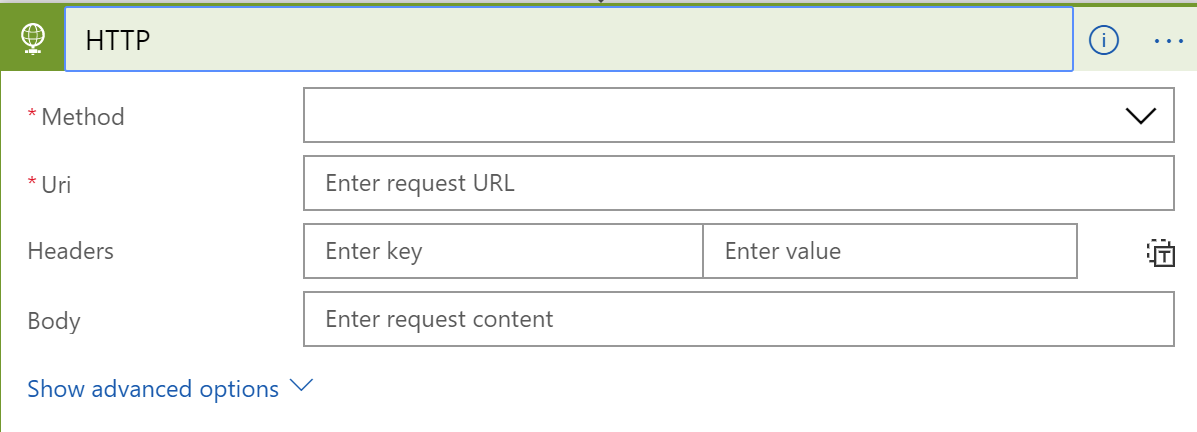 HTTP
* Method
* Uri
Enter request URL
Headers
Enter key
Enter value
Body
Enter request content
Show advanced options